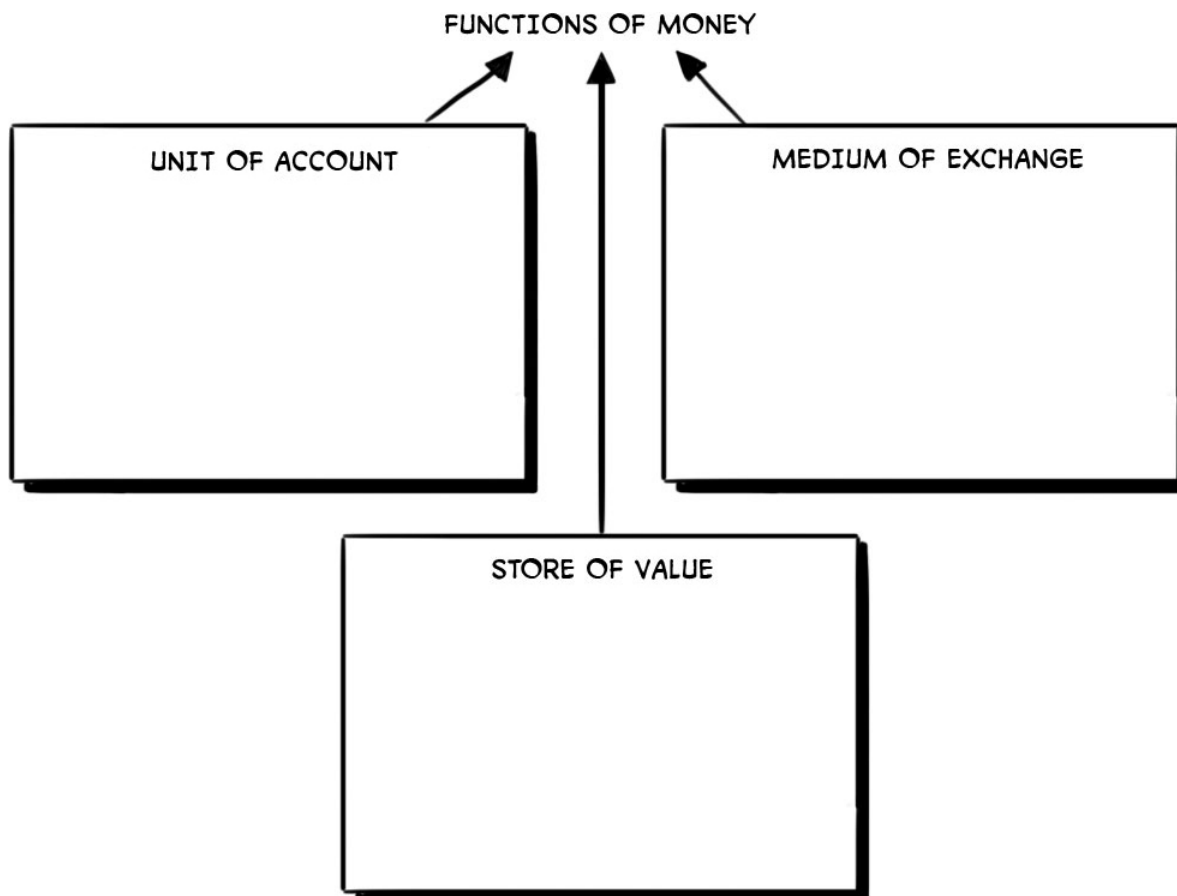 FUNCTIONS OF MONEY
UNIT OF ACCOUNT
MEDIUM OF EXCHANGE
STORE OF VALUE